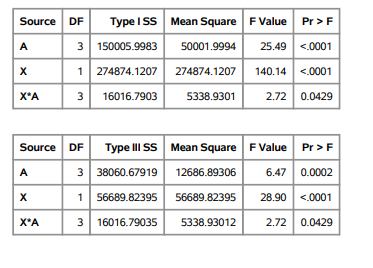 Source DF Type I SS Mean Square F Value Pr > F
A 3 150005.9983 50001.9994 25.49 <.0001
X 1 274874.1207 274874.1207 140.14 <.0001
X*A 3 16016.7903 5338.9301 2.72 0.0429
Source DF Type III SS Mean Square F Value Pr > F
A 3 38060.67919 12686.89306 6.47 0.0002
X 1 56689.82395 56689.82395 28.90 <.0001
X*A 3 16016.79035 5338.93012 2.72 0.0429